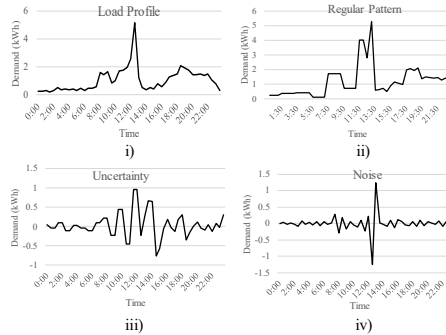 Load Profile
Demand (kWh)
6
4
2
0
0:00 2:00 4:00 6:00 8:00 10:00 12:00 14:00 16:00 18:00 20:00 22:00
Time
i)
Regular Pattern
Demand (kWh)
6
5
4
3
2
1
0
1:30 3:30 5:30 7:30 9:30 11:30 13:30 15:30 17:30 19:30 21:30
Time
ii)
Uncertainty
Demand (kWh)
1.5
1
0.5
0
-0.5
-1
0:00 2:00 4:00 6:00 8:00 10:00 12:00 14:00 16:00 18:00 20:00 22:00
Time
iii)
Noise
Demand (kWh)
1.5
1
0.5
0
-0.5
-1
-1.5
0:00 2:00 4:00 6:00 8:00 10:00 12:00 14:00 16:00 18:00 20:00 22:00
Time
iv)